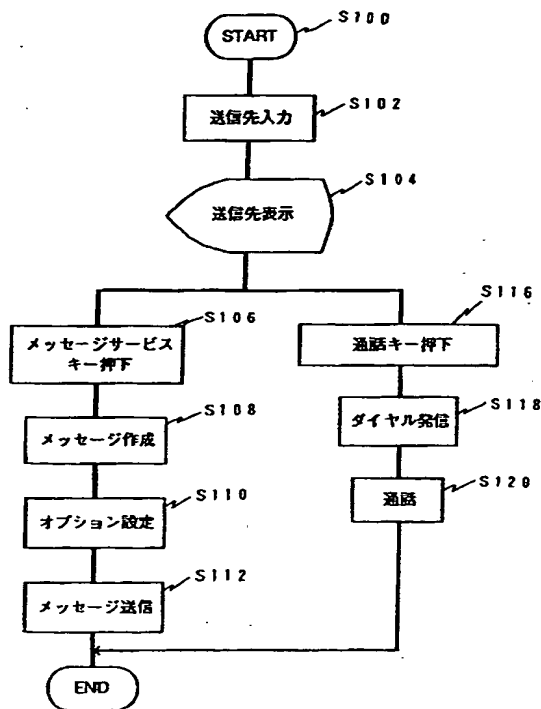 S100
START
S102
送信先入力
S104
送信先表示
S106
メッセージサービス
キー押下
S116
通話キー押下
S108
メッセージ作成
S118
ダイヤル発信
S110
オプション設定
S120
通話
S112
メッセージ送信
END